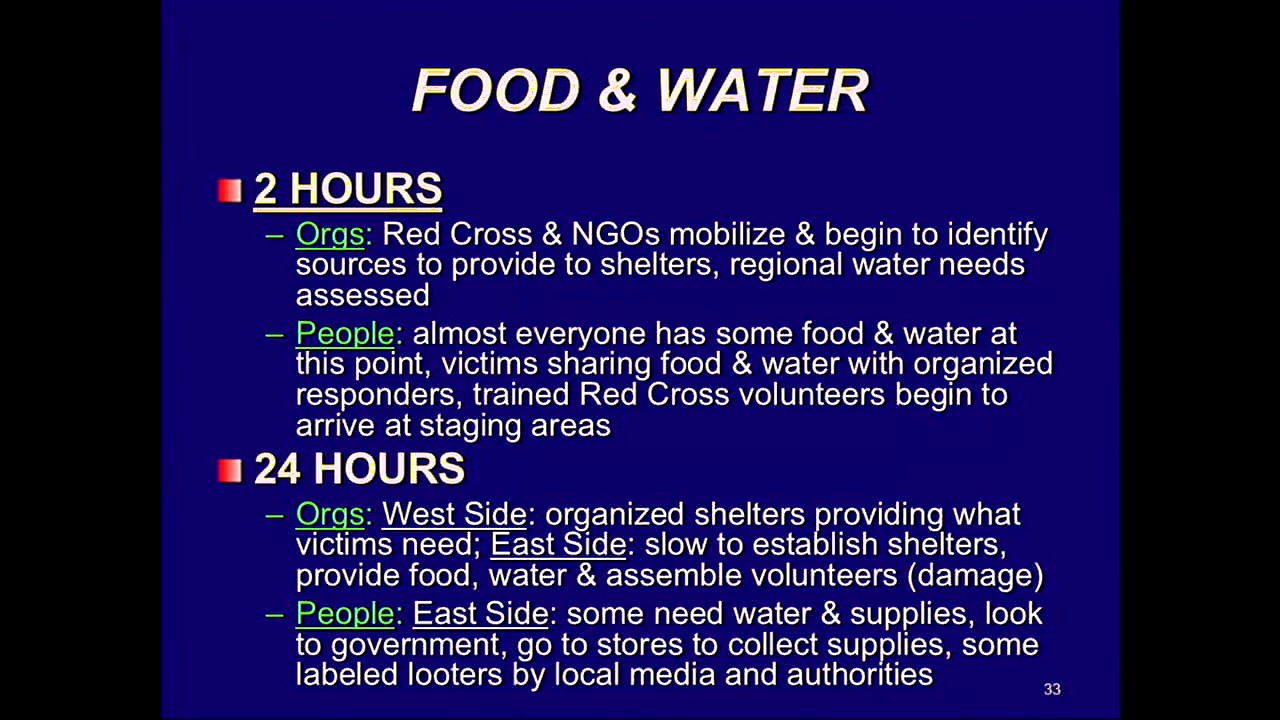 FOOD & WATER
2 HOURS
– Orgs: Red Cross & NGOs mobilize & begin to identify
sources to provide to shelters, regional water needs
assessed
– People: almost everyone has some food & water at
this point, victims sharing food & water with organized
responders, trained Red Cross volunteers begin to
arrive at staging areas
24 HOURS
– Orgs: West Side: organized shelters providing what
victims need; East Side: slow to establish shelters,
provide food, water & assemble volunteers (damage)
– People: East Side: some need water & supplies, look
to government, go to stores to collect supplies, some
labeled looters by local media and authorities
33